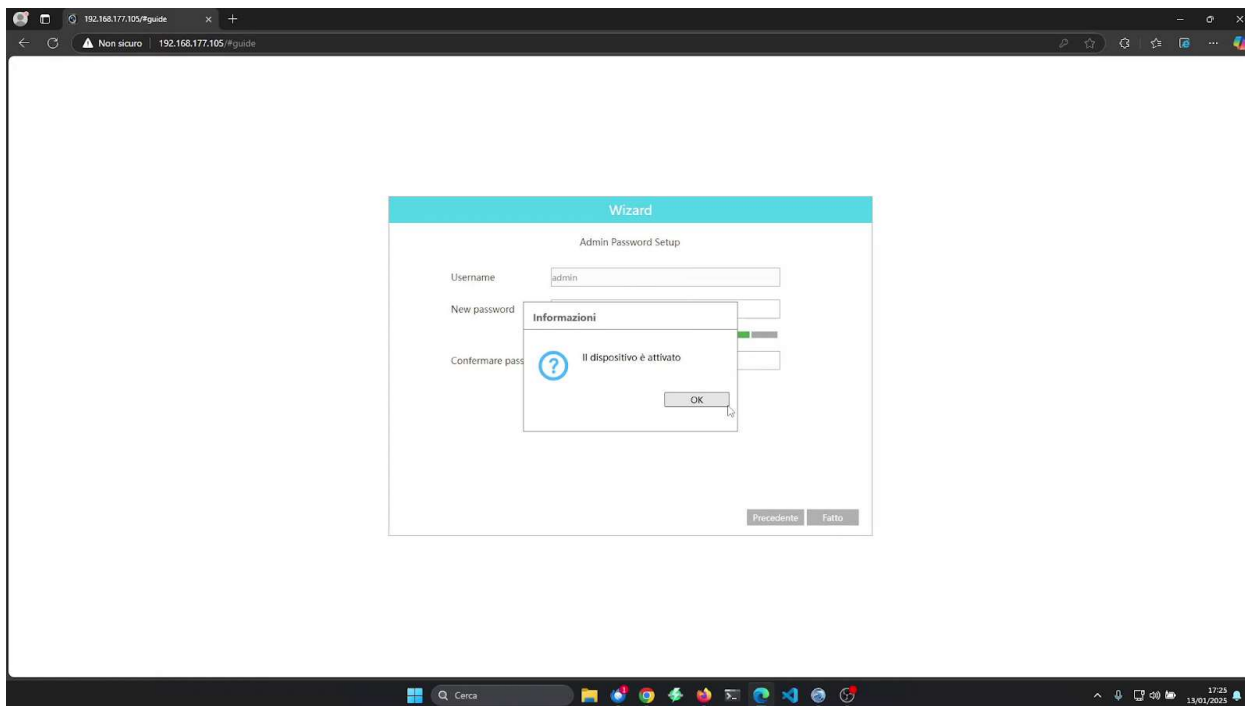 192.168.177.105/#guide
Non sicuro
192.168.177.105/#guide
Wizard
Admin Password Setup
Username
admin
New password
Informazioni
Confermare pass
Il dispositivo è attivato
OK
Precedente
Fatto
Cerca
17:25
13/01/2025